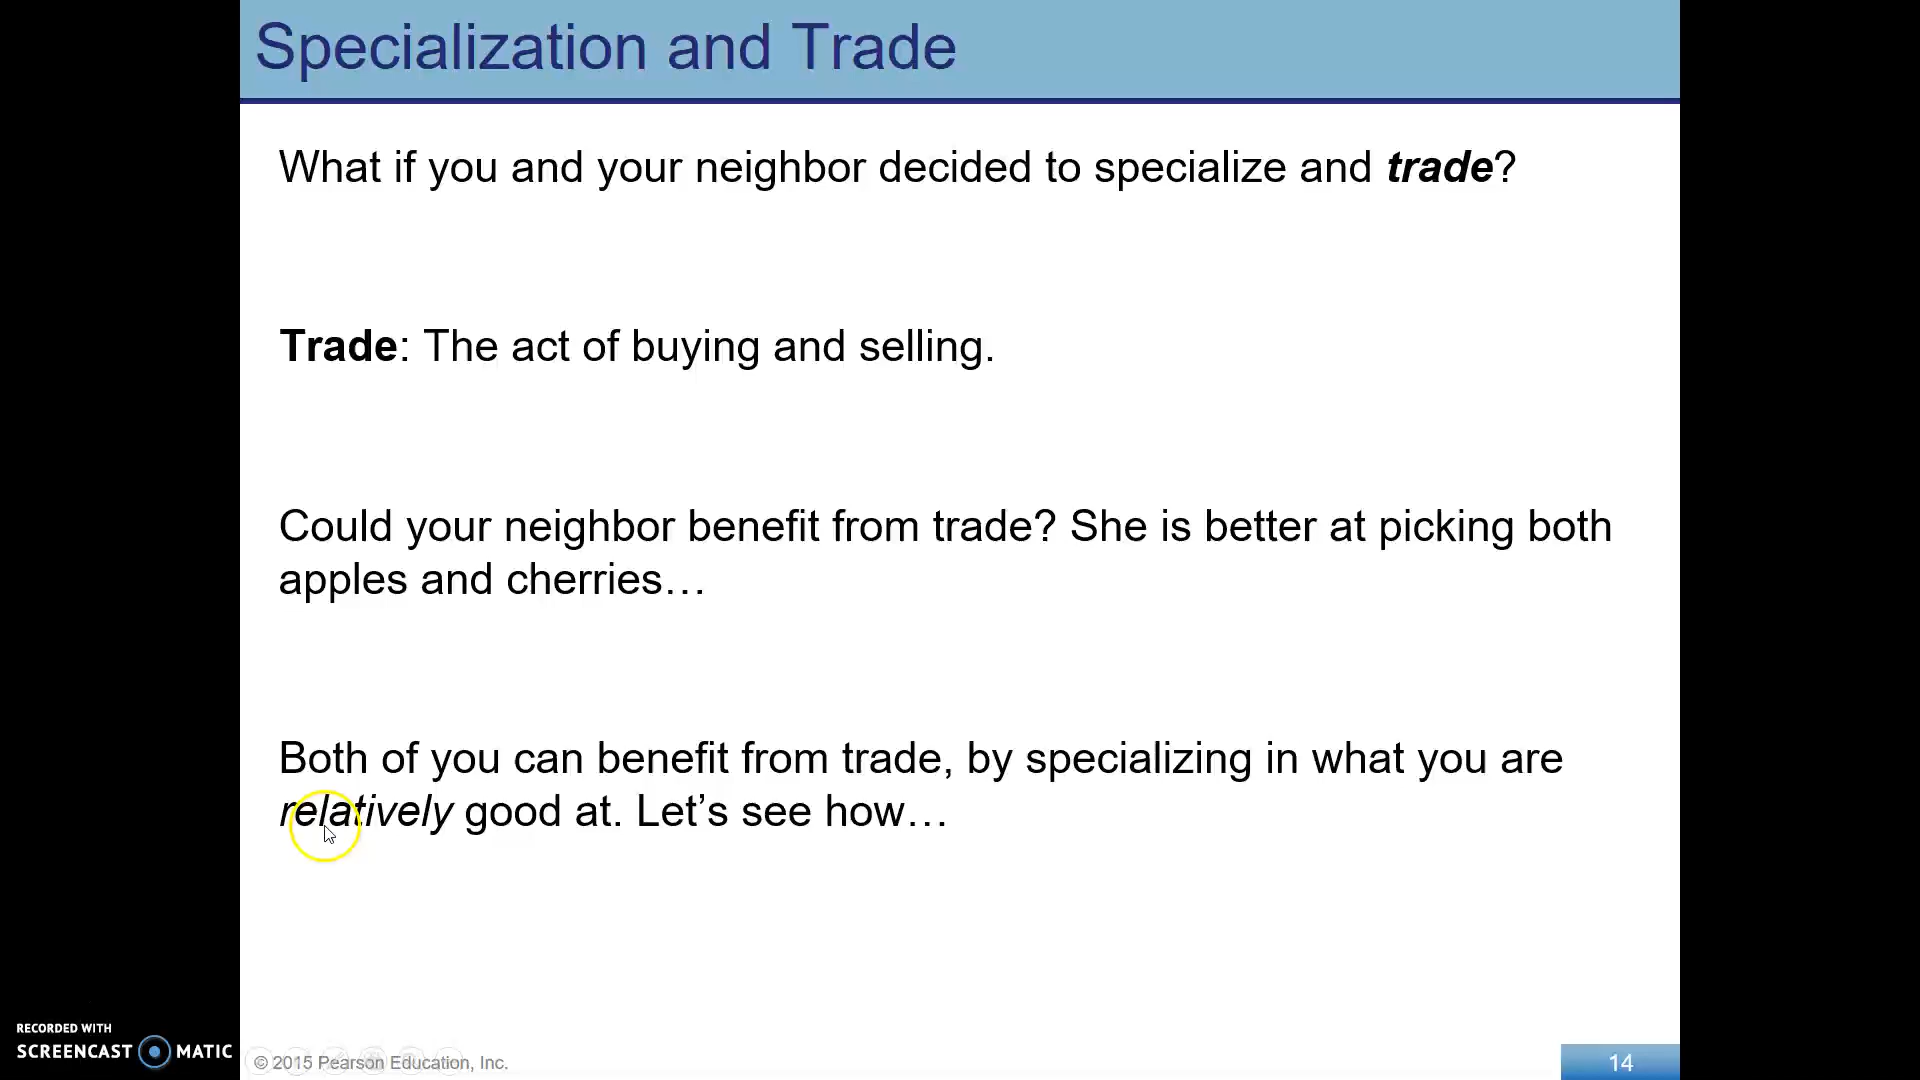 Specialization and Trade
What if you and your neighbor decided to specialize and trade?
Trade: The act of buying and selling.
Could your neighbor benefit from trade? She is better at picking both
apples and cherries…
Both of you can benefit from trade, by specializing in what you are
relatively good at. Let’s see how…
RECORDED WITH
SCREENCAST MATIC
© 2015 Pearson Education, Inc.
14